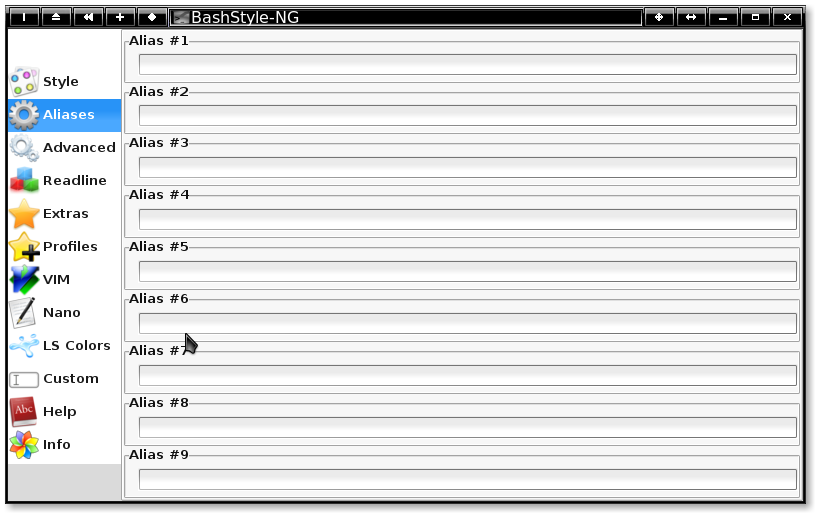 BashStyle-NG
Style
Aliases
Advanced
Readline
Extras
Profiles
VIM
Nano
LS Colors
Custom
Abc
Help
Info
Alias #1
Alias #2
Alias #3
Alias #4
Alias #5
Alias #6
Alias #7
Alias #8
Alias #9